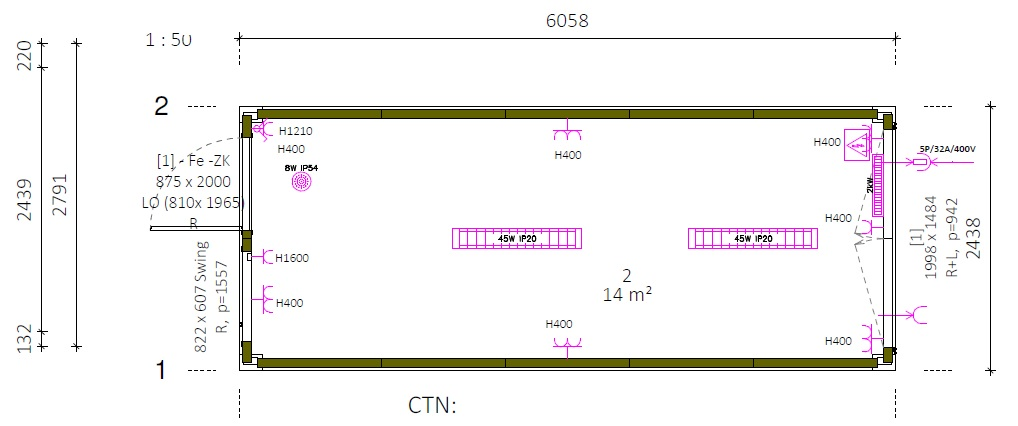 6058
1 : 50
220
2
H1210
H400
H400
H400
5P/32A/400V
[1] - Fe -ZK
875 x 2000
LO (810x 1965)
R
8W IP54
2kW
H400
2439
2791
45W IP20
45W IP20
[1]
1998 x 1484
R+L, p=942
2438
822 x 607 Swing
R, p=1557
H1600
2
14 m²
H400
H400
H400
132
1
CTN: